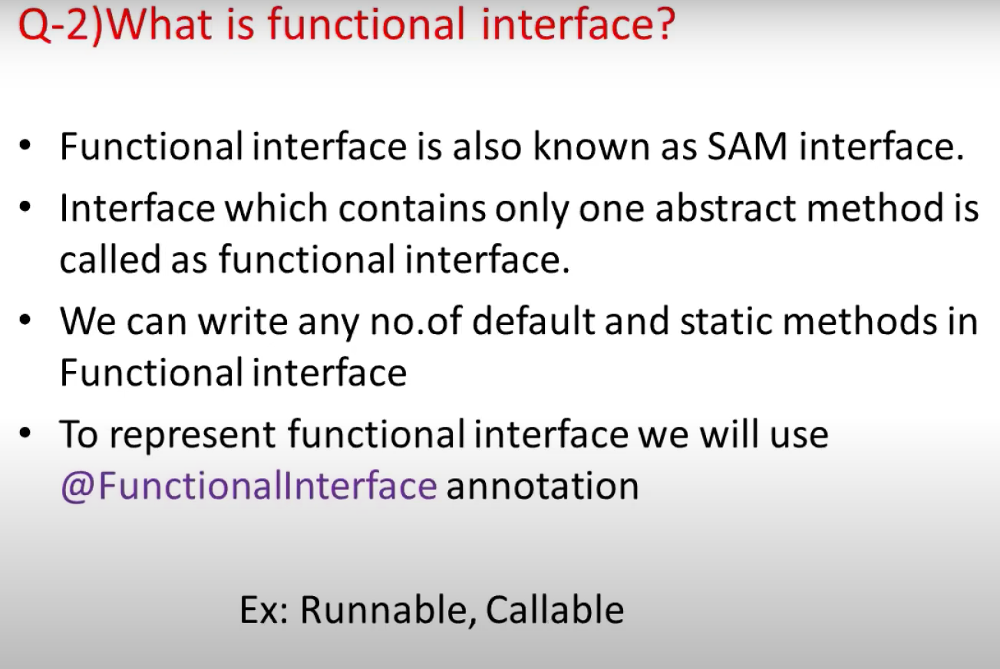 Q-2)What is functional interface?
• Functional interface is also known as SAM interface.
• Interface which contains only one abstract method is
called as functional interface.
• We can write any no.of default and static methods in
Functional interface
• To represent functional interface we will use
@FunctionalInterface annotation
Ex: Runnable, Callable